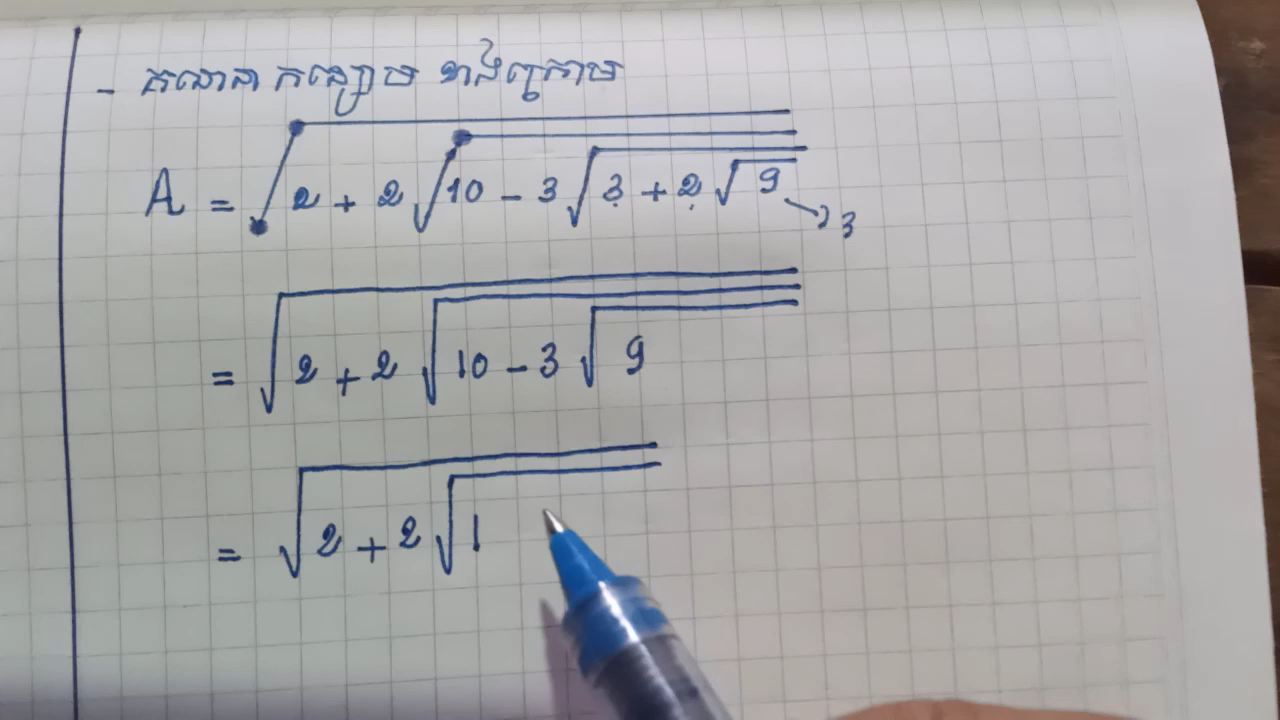 - គណនា កន្សោម ខាងក្រោម
A = √(2 + 2√(10 - 3√(3 + 2√9))) → 3
= √(2 + 2√(10 - 3√9))
= √(2 + 2√1)